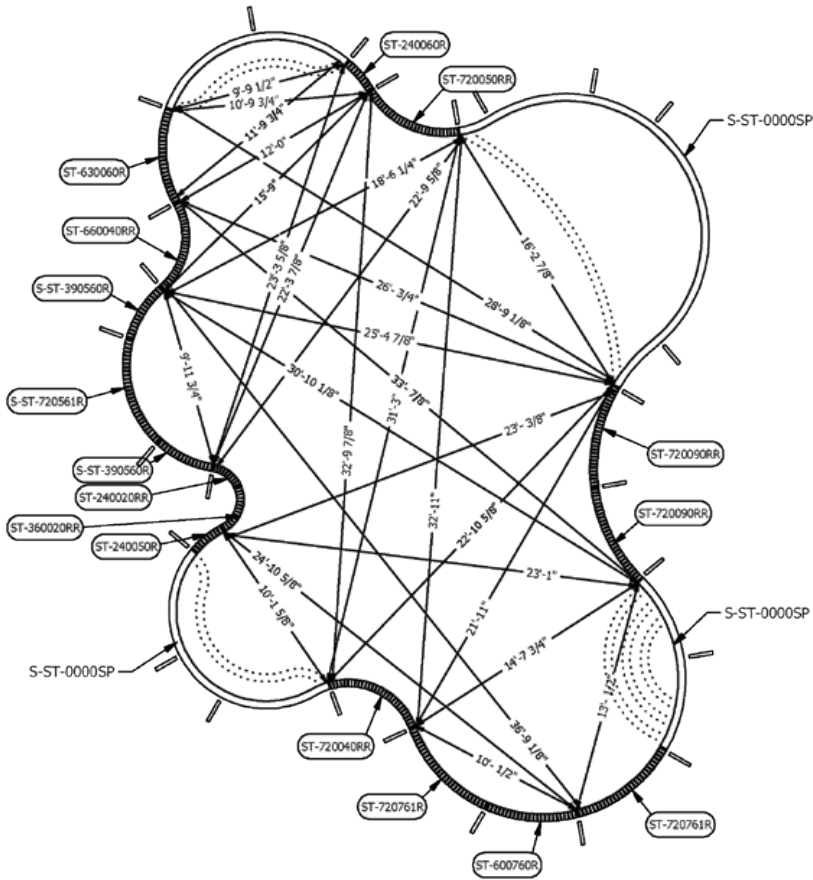 ST-240060R
ST-720050RR
S-ST-0000SP
9'-9 1/2"
10'-9 3/4"
11'-9 3/4"
12'-0"
ST-630060R
15'-9"
18'-6 1/4"
22'-9 5/8"
ST-660040RR
16'-2 7/8"
23'-3 5/8"
22'-3 7/8"
26'- 3/4"
S-ST-390560R
28'-9 1/8"
25'-4 7/8"
9'-11 3/4"
30'-10 1/8"
33'- 7/8"
31'-3"
S-ST-720561R
23'- 3/8"
ST-720090RR
32'-9 7/8"
S-ST-390560R
ST-240020RR
32'-11"
22'-10 5/8"
ST-720090RR
ST-360020RR
ST-240050R
24'-10 5/8"
23'-1"
10'-1 5/8"
21'-11"
S-ST-0000SP
14'-7 3/4"
S-ST-0000SP
13'- 1/2"
36'-9 1/8"
ST-720040RR
10'- 1/2"
ST-720761R
ST-720761R
ST-600760R